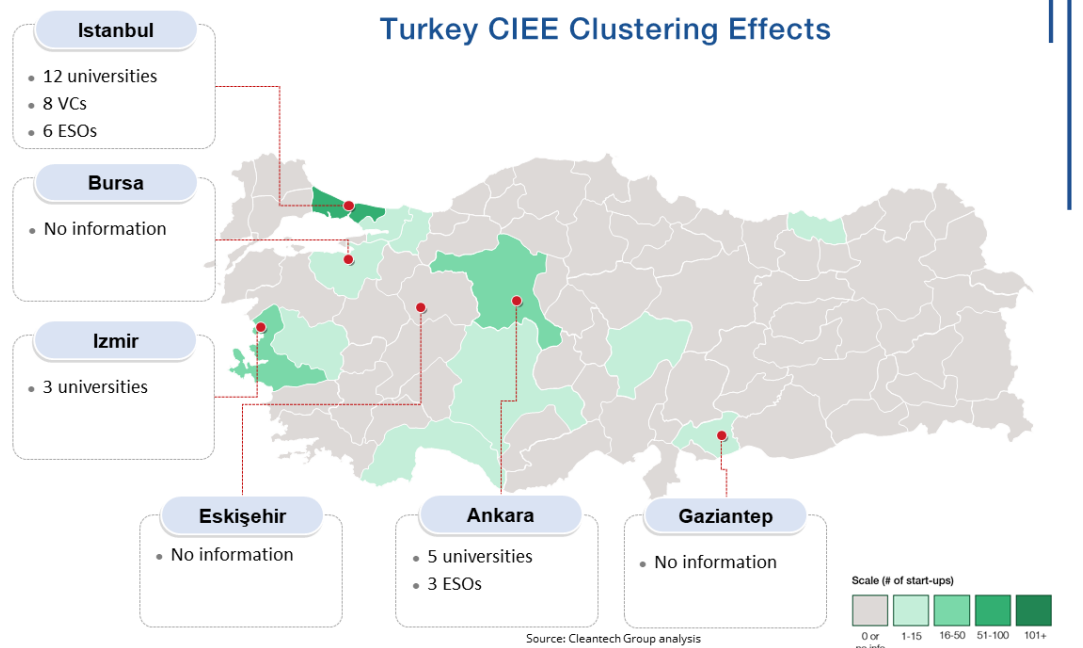 Turkey CIEE Clustering Effects
Istanbul
12 universities
8 VCs
6 ESOs
Bursa
No information
Izmir
3 universities
Eskişehir
No information
Ankara
5 universities
3 ESOs
Gaziantep
No information
Scale (# of start-ups)
0 or
no info
1-15
16-50
51-100
101+
Source: Cleantech Group analysis